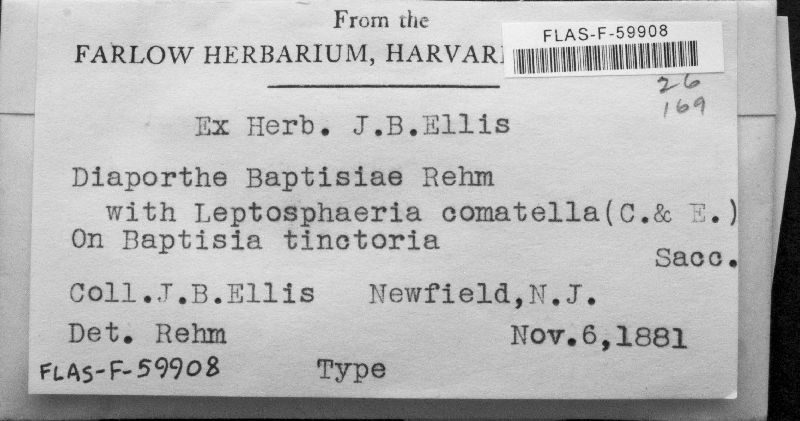 From the
FARLOW HERBARIUM, HARVAR
FLAS-F-59908
26
169
Ex Herb. J.B.Ellis
Diaporthe Baptisiae Rehm
with Leptosphaeria comatella(C.& E.)
On Baptisia tinctoria
Sacc.
Coll.J.B.Ellis Newfield,N.J.
Det. Rehm Nov.6,1881
FLAS-F-59908 Type